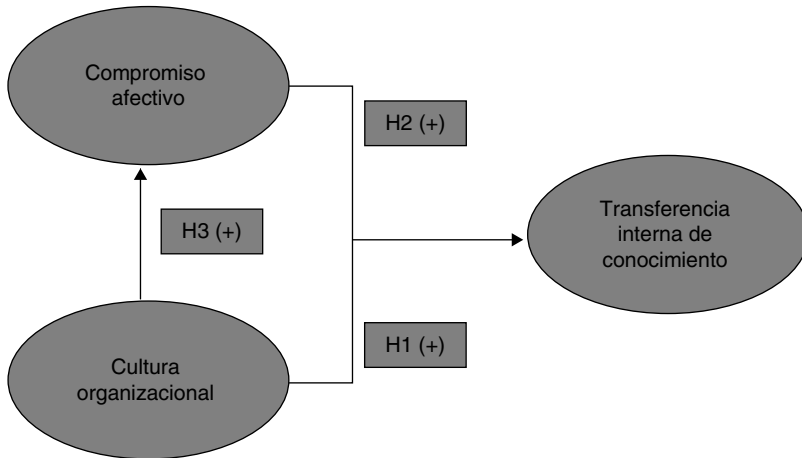 Compromiso
afectivo
H2 (+)
H3 (+)
Transferencia
interna de
conocimiento
H1 (+)
Cultura
organizacional